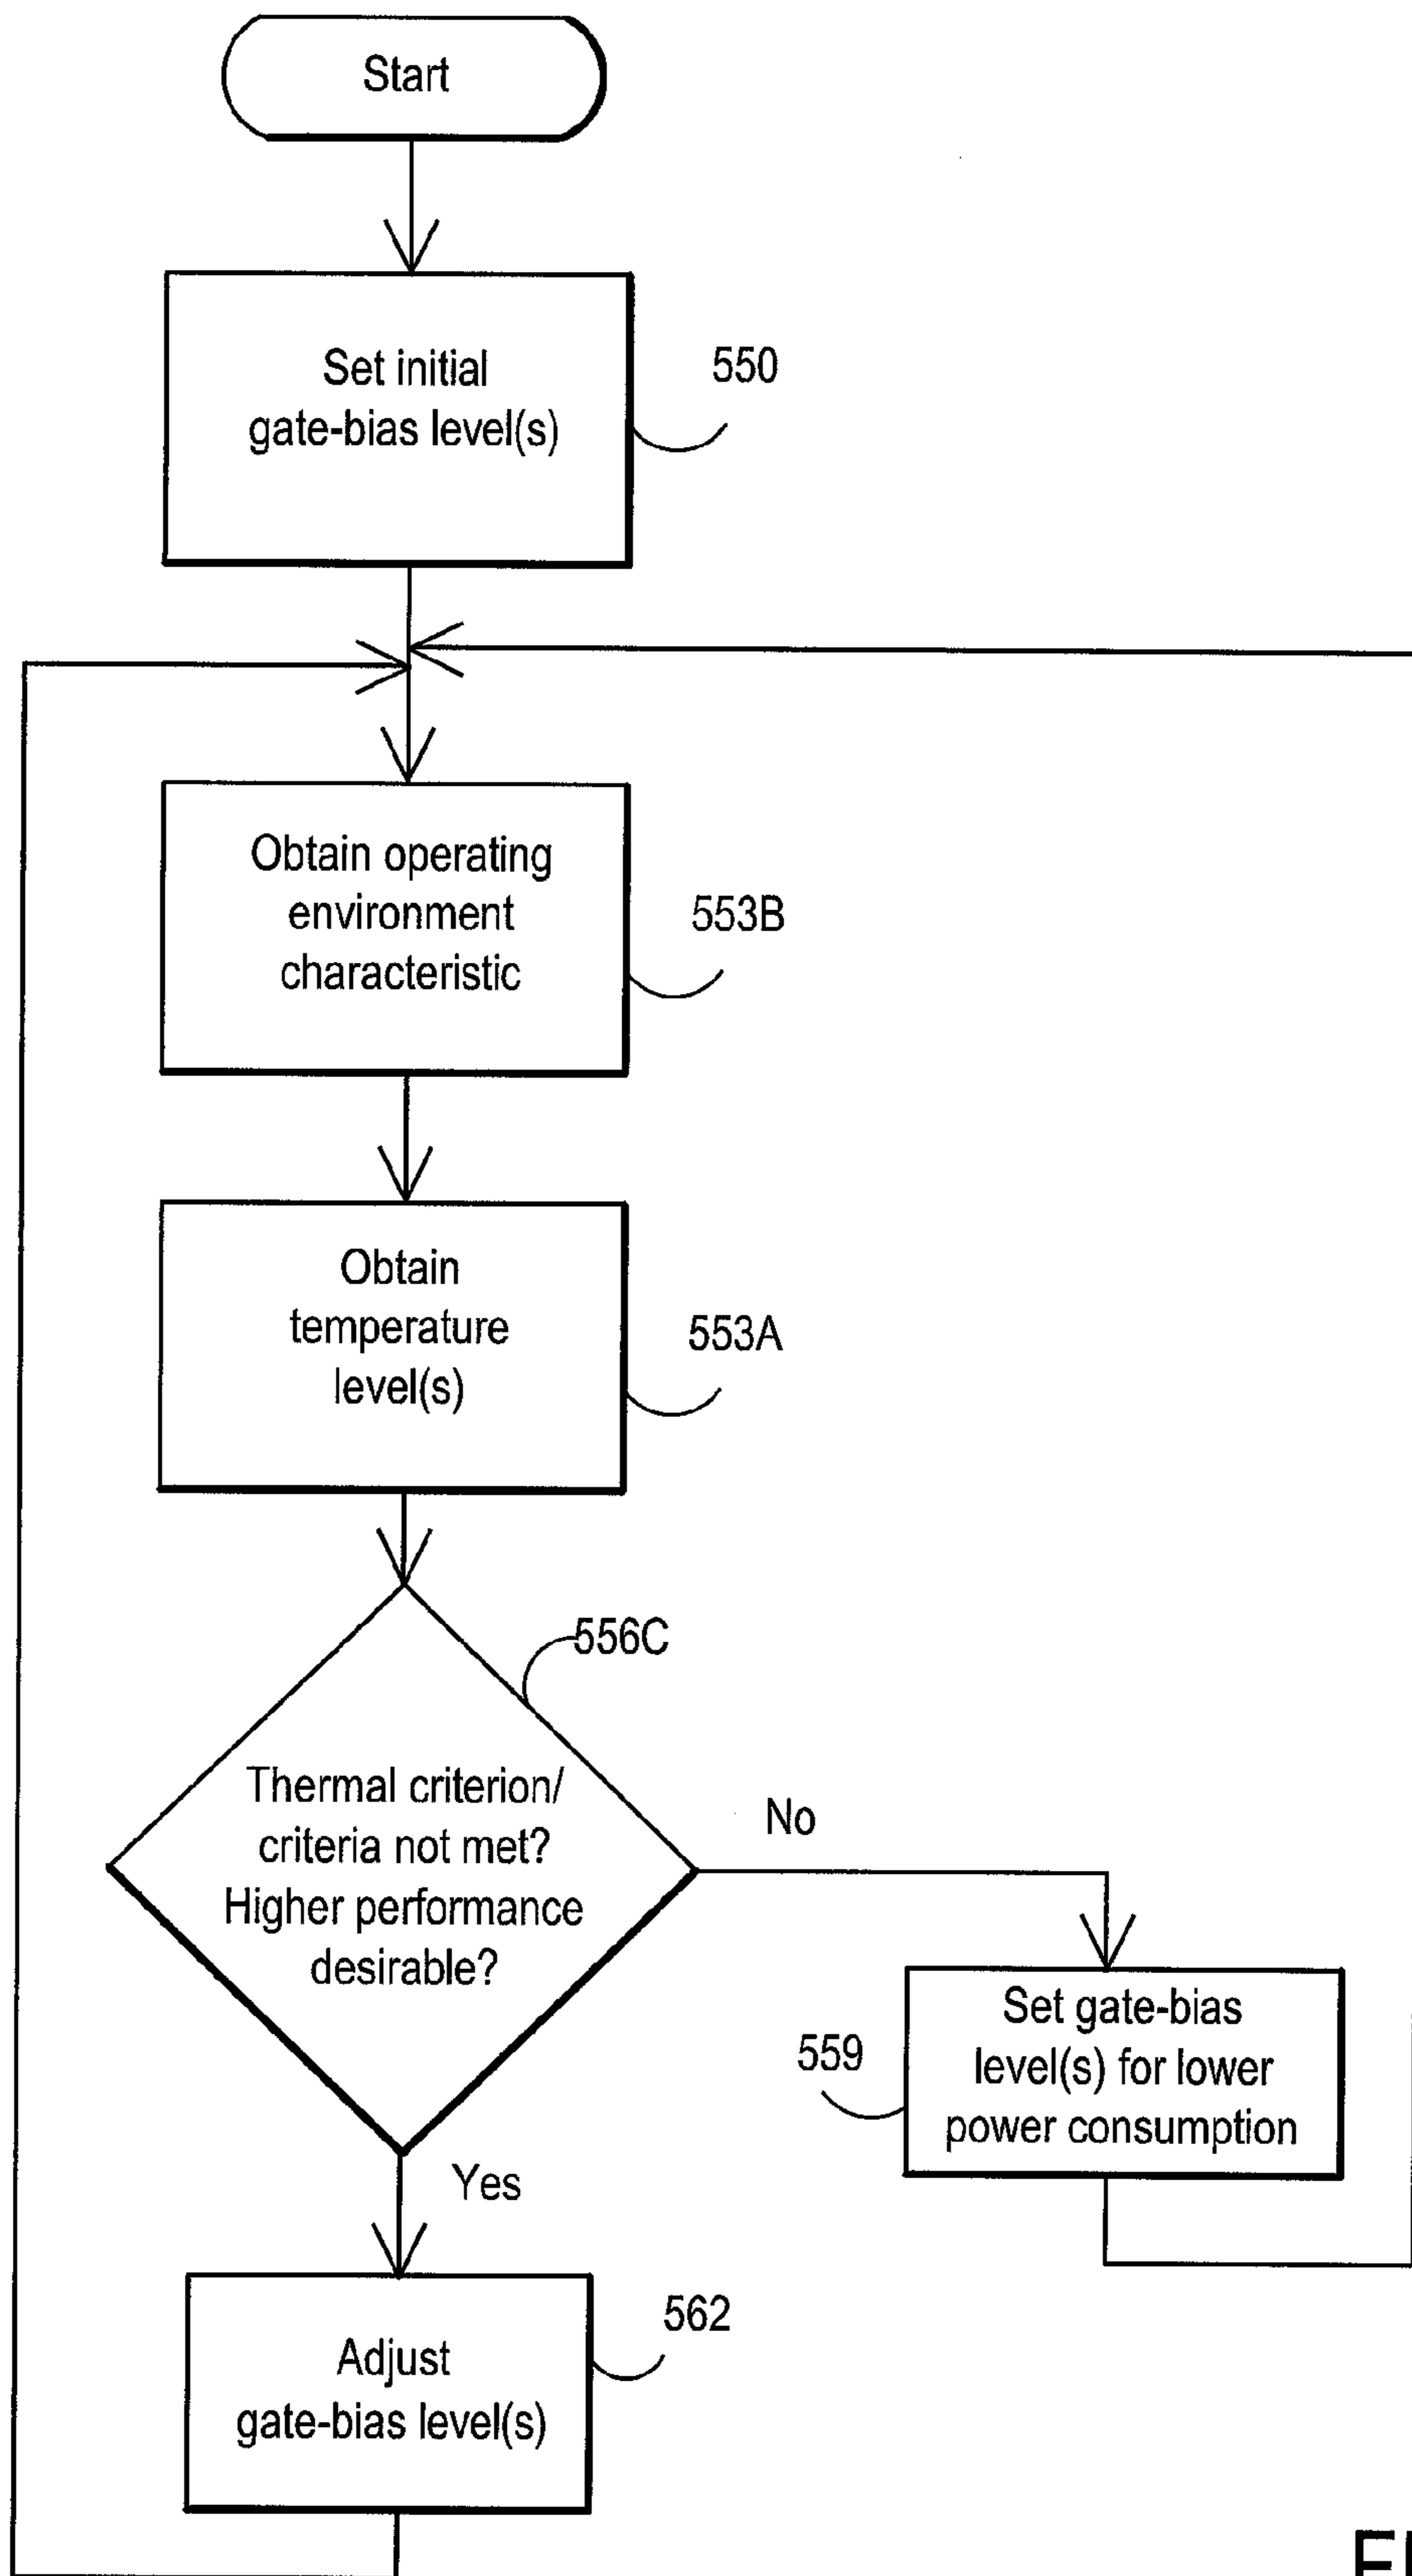 Start
Set initial
gate-bias level(s)
550
Obtain operating
environment
characteristic
553B
Obtain
temperature
level(s)
553A
556C
Thermal criterion/
criteria not met?
Higher performance
desirable?
No
Set gate-bias
level(s) for lower
power consumption
559
Yes
Adjust
gate-bias level(s)
562